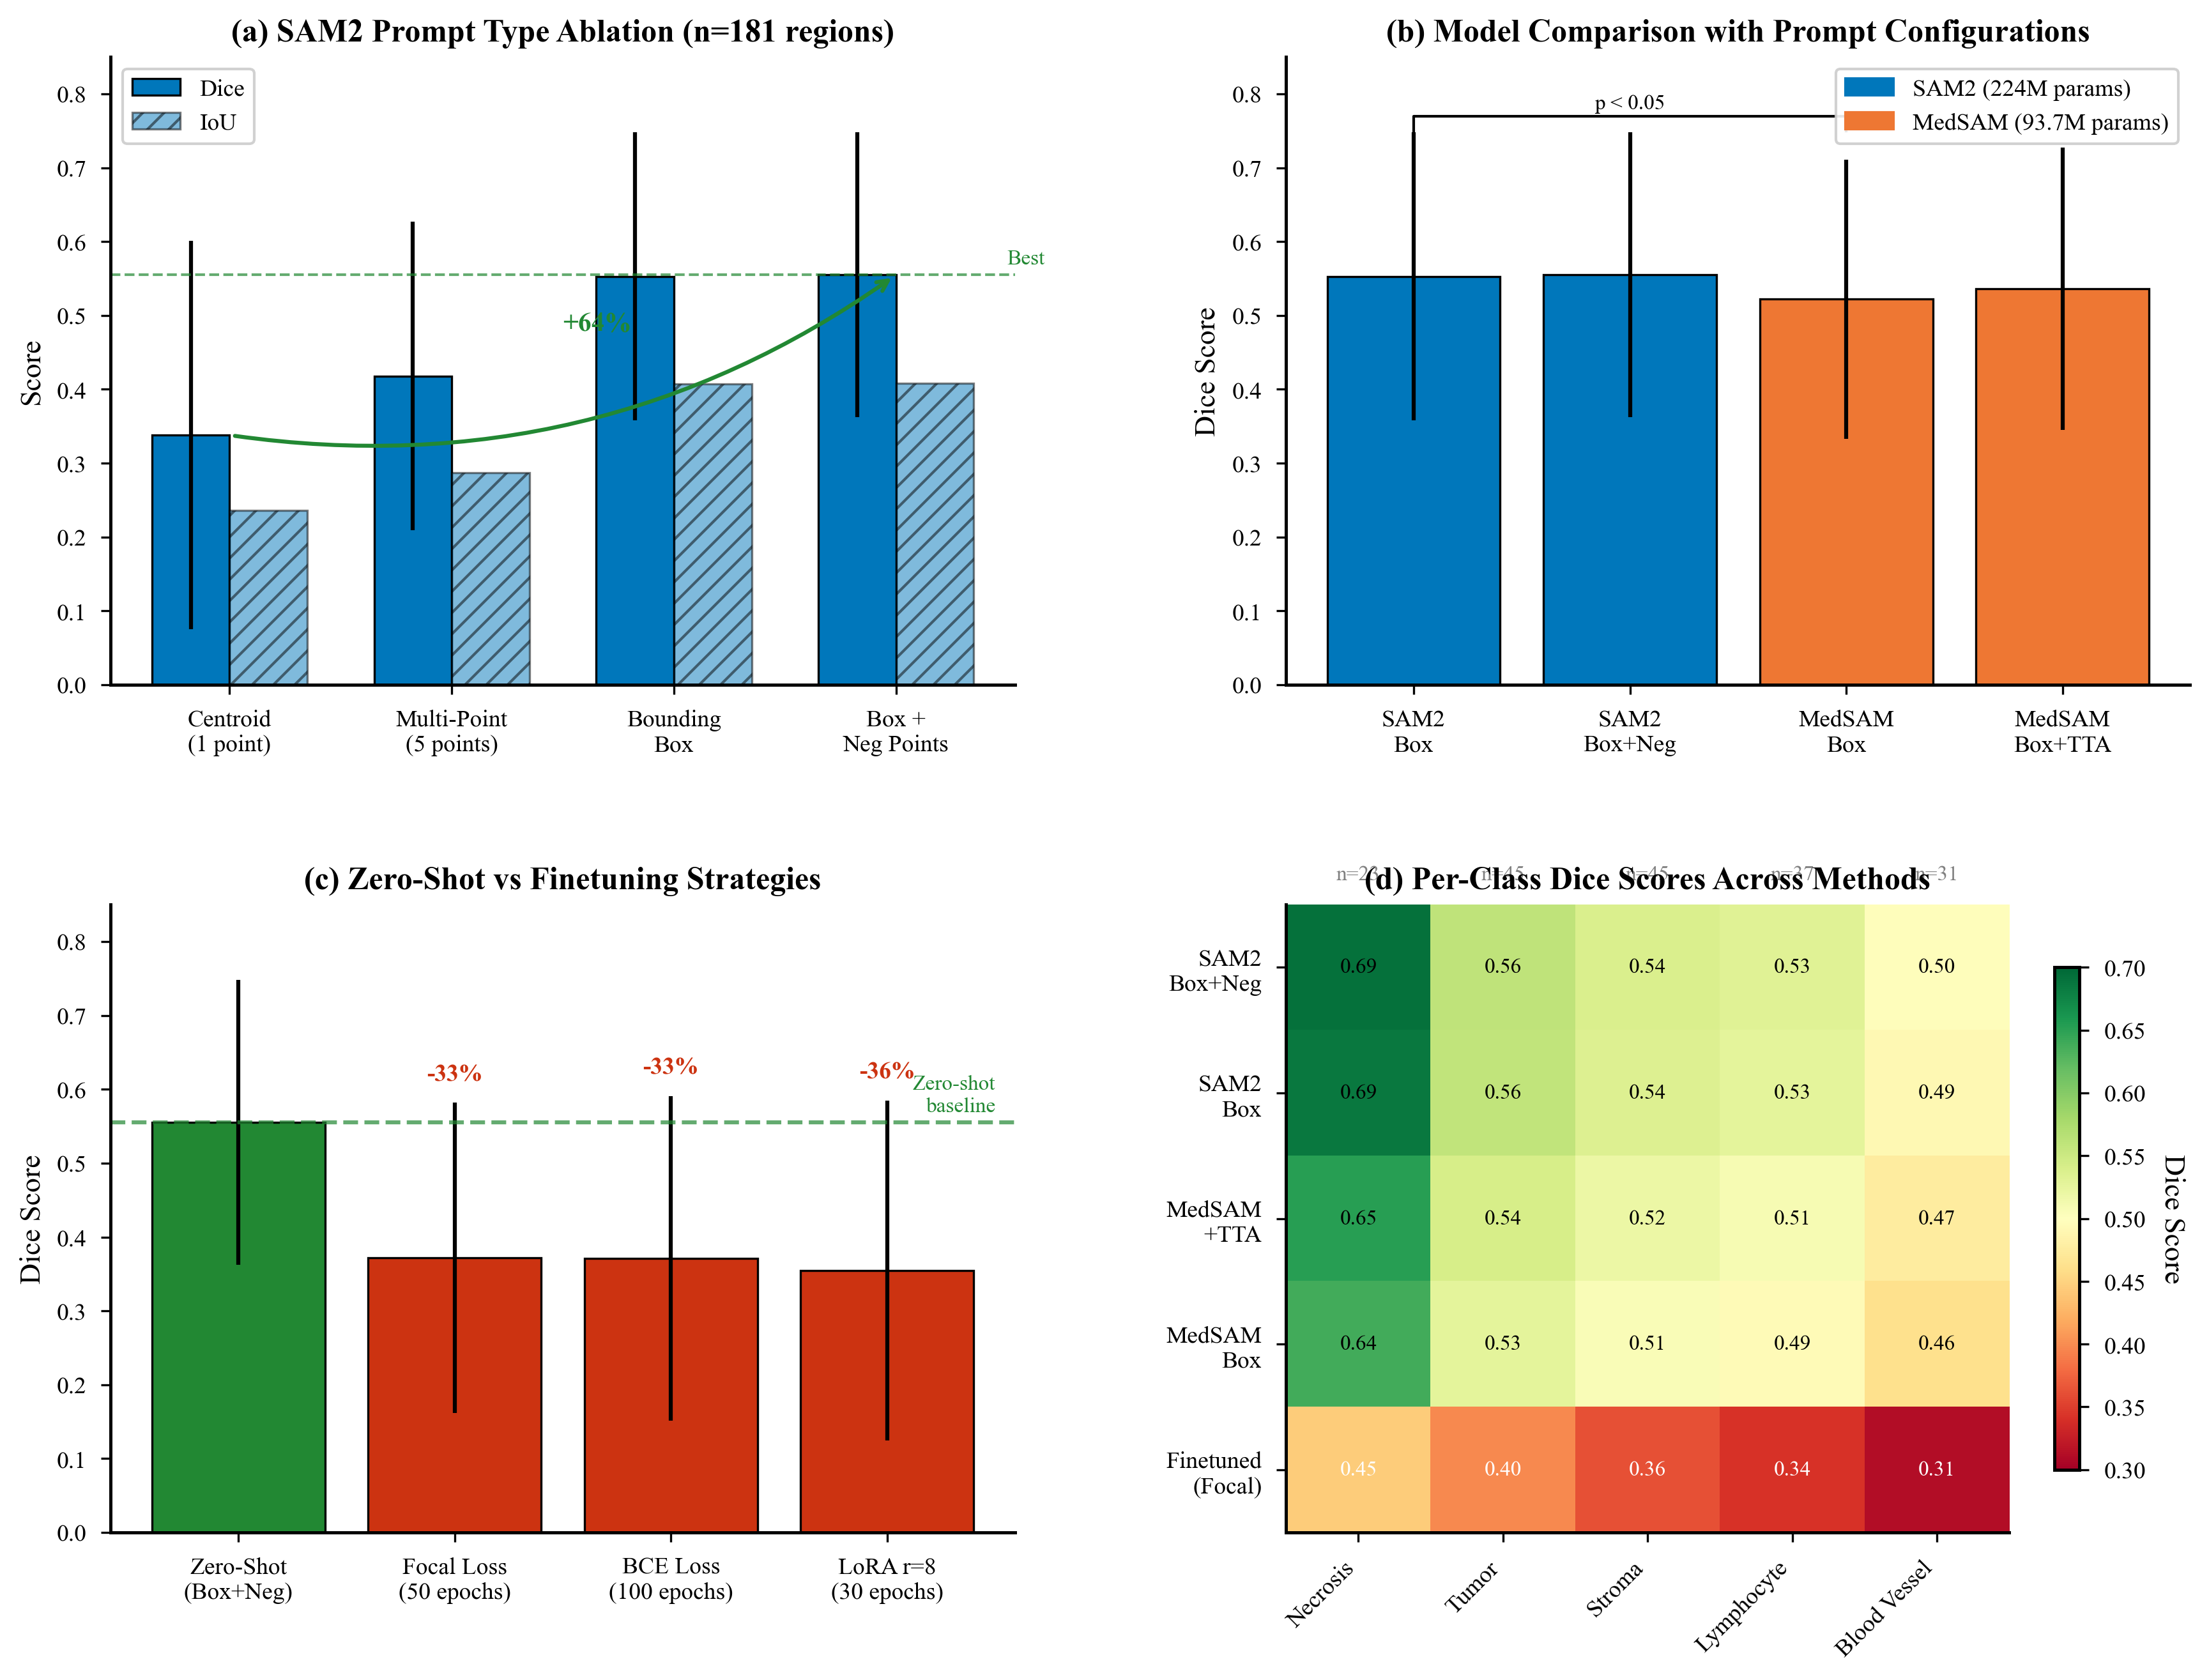 (a) SAM2 Prompt Type Ablation (n=181 regions)
Dice
IoU
Best
+64%
Score
0.8
0.7
0.6
0.5
0.4
0.3
0.2
0.1
0.0
Centroid
(1 point)
Multi-Point
(5 points)
Bounding
Box
Box +
Neg Points
(b) Model Comparison with Prompt Configurations
SAM2 (224M params)
MedSAM (93.7M params)
p < 0.05
Dice Score
0.8
0.7
0.6
0.5
0.4
0.3
0.2
0.1
0.0
SAM2
Box
SAM2
Box+Neg
MedSAM
Box
MedSAM
Box+TTA
(c) Zero-Shot vs Finetuning Strategies
-33%
-33%
-36%
Zero-shot
baseline
Dice Score
0.8
0.7
0.6
0.5
0.4
0.3
0.2
0.1
0.0
Zero-Shot
(Box+Neg)
Focal Loss
(50 epochs)
BCE Loss
(100 epochs)
LoRA r=8
(30 epochs)
n=23 n=45 n=45 n=37 n=31
(d) Per-Class Dice Scores Across Methods
SAM2
Box+Neg
0.69 0.56 0.54 0.53 0.50
SAM2
Box
0.69 0.56 0.54 0.53 0.49
MedSAM
+TTA
0.65 0.54 0.52 0.51 0.47
MedSAM
Box
0.64 0.53 0.51 0.49 0.46
Finetuned
(Focal)
0.45 0.40 0.36 0.34 0.31
Necrosis
Tumor
Stroma
Lymphocyte
Blood Vessel
0.70
0.65
0.60
0.55
0.50
0.45
0.40
0.35
0.30
Dice Score